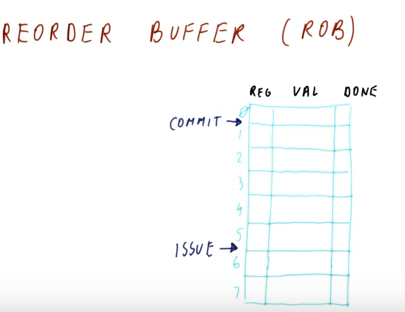 REORDER BUFFER (ROB)
REG VAL DONE
0
COMMIT
1
2
3
4
5
ISSUE
6
7